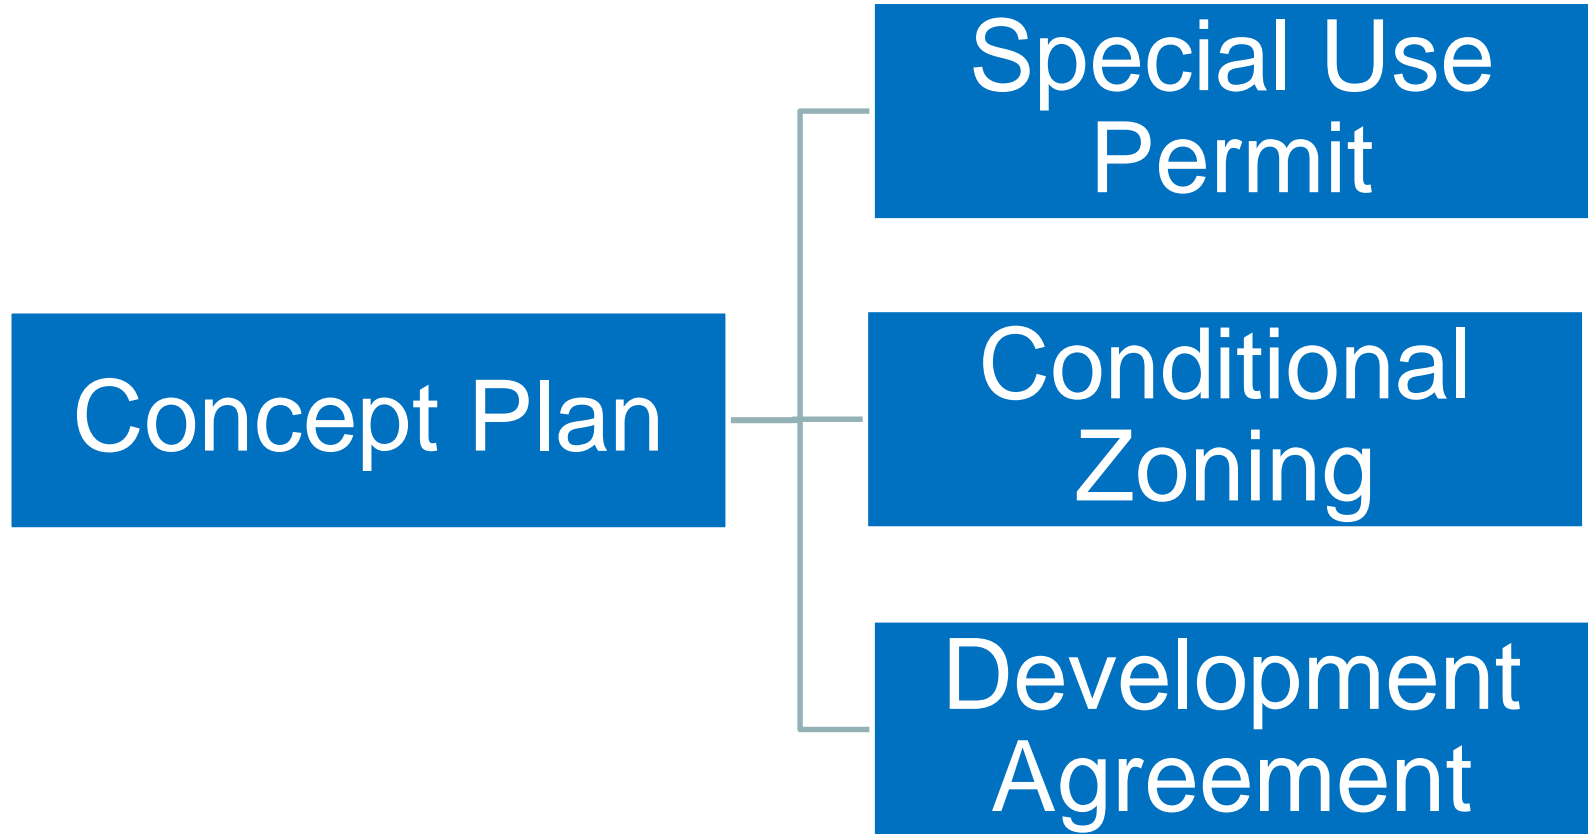 Special Use
Permit
Concept Plan
Conditional
Zoning
Development
Agreement